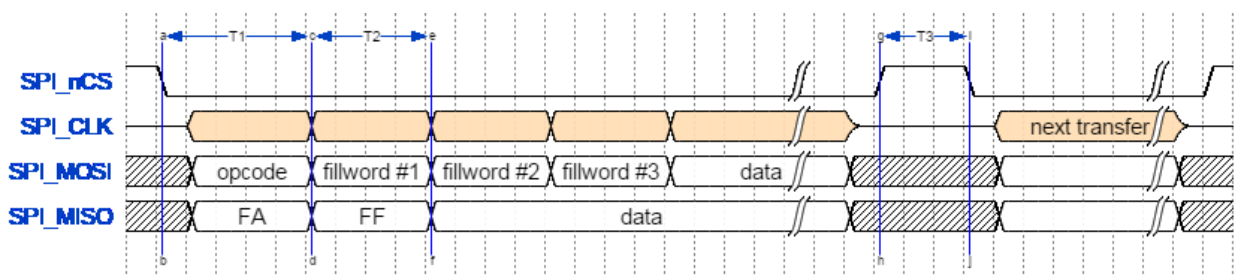 a T1 c T2 e g T3 i
SPI_nCS
SPI_CLK next transfer
SPI_MOSI opcode fillword #1 fillword #2 fillword #3 data
SPI_MISO FA FF data
b d f h j